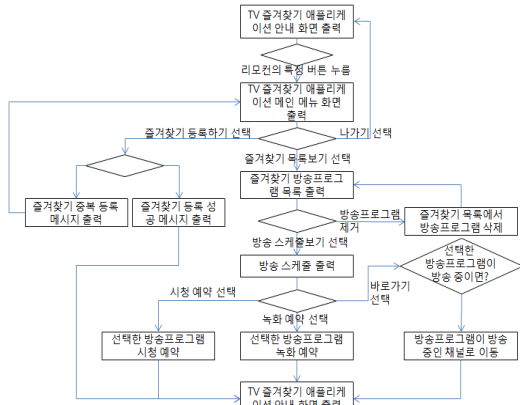 TV 즐겨찾기 애플리케
이션 안내 화면 출력
리모컨의 특정 버튼 누름
TV 즐겨찾기 애플리케
이션 메인 메뉴 화면
출력
즐겨찾기 등록하기 선택
나가기 선택
즐겨찾기 목록보기 선택
즐겨찾기 방송프로그
램 목록 출력
즐겨찾기 중복 등록
메시지 출력
즐겨찾기 등록 성
공 메시지 출력
방송프로그램
제거
즐겨찾기 목록에서
방송프로그램 삭제
방송 스케줄보기 선택
방송 스케줄 출력
선택한
방송프로그램이
방송 중이면?
시청 예약 선택
바로가기
선택
녹화 예약 선택
선택한 방송프로그램
시청 예약
선택한 방송프로그램
녹화 예약
방송프로그램이 방송
중인 채널로 이동
TV 즐겨찾기 애플리케
이션 안내 화면 출력